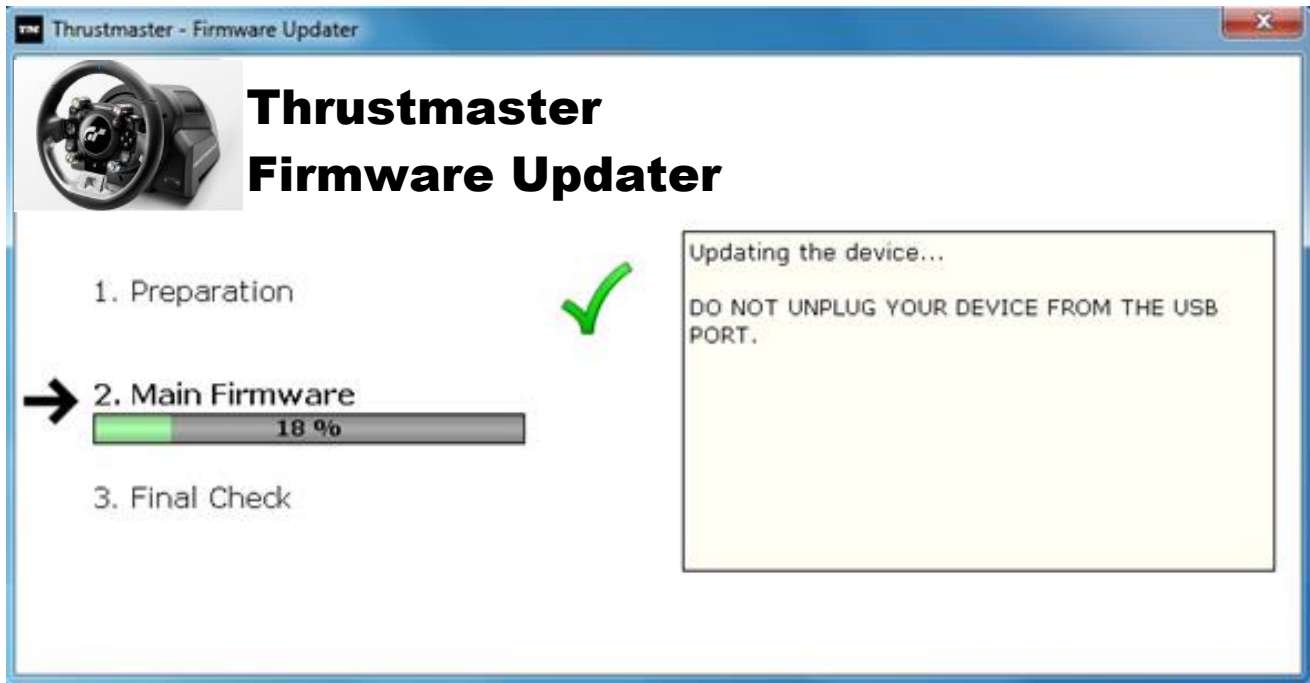 Thrustmaster - Firmware Updater
Thrustmaster
Firmware Updater
1. Preparation
2. Main Firmware
18 %
3. Final Check
Updating the device...
DO NOT UNPLUG YOUR DEVICE FROM THE USB
PORT.